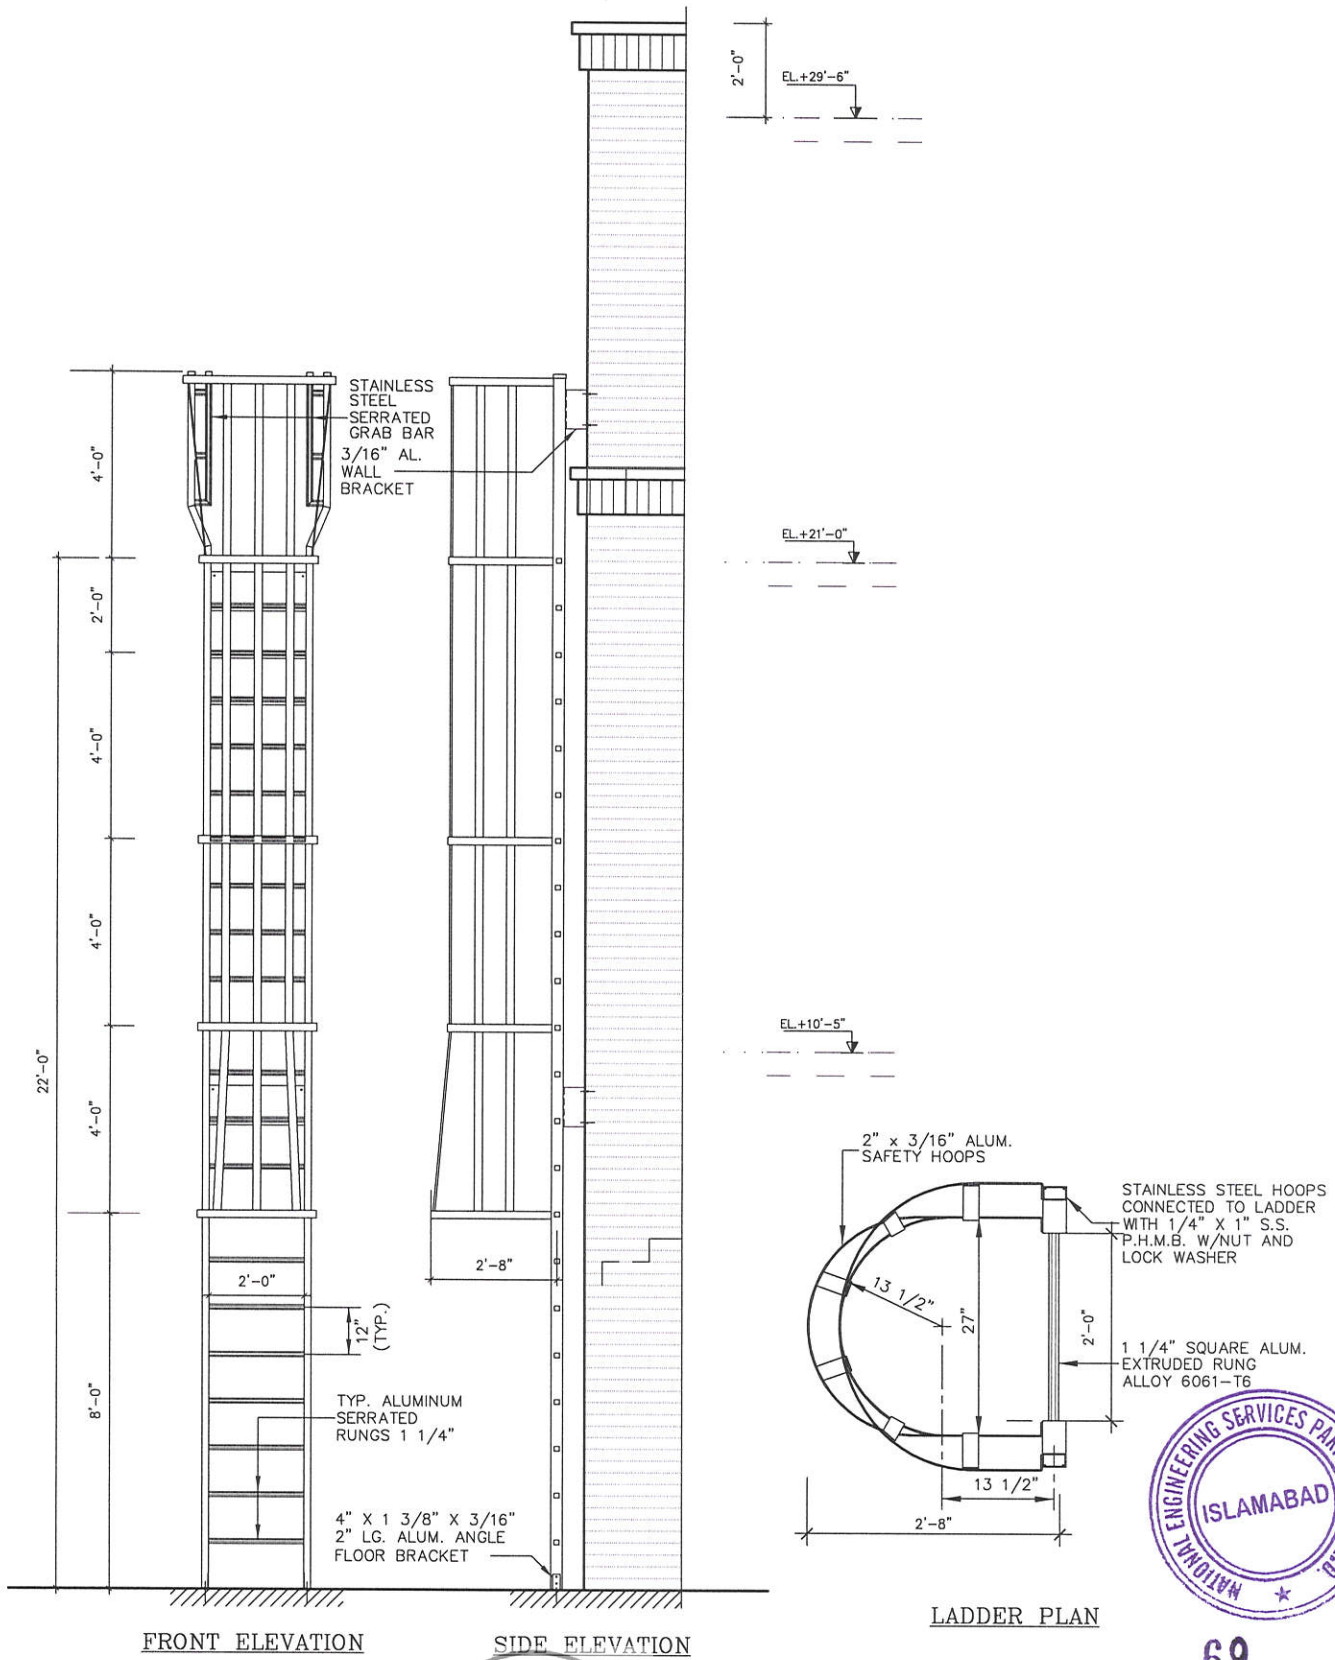 2'-0"
EL.+29'-6"
STAINLESS
STEEL
SERRATED
GRAB BAR
3/16" AL.
WALL
BRACKET
4'-0"
EL.+21'-0"
2'-0"
4'-0"
4'-0"
22'-0"
EL.+10'-5"
4'-0"
2" x 3/16" ALUM.
SAFETY HOOPS
STAINLESS STEEL HOOPS
CONNECTED TO LADDER
WITH 1/4" X 1" S.S.
P.H.M.B. W/NUT AND
LOCK WASHER
2'-0"
2'-8"
12"
(TYP.)
13 1/2"
27"
2'-0"
1 1/4" SQUARE ALUM.
EXTRUDED RUNG
ALLOY 6061-T6
8'-0"
TYP. ALUMINUM
SERRATED
RUNGS 1 1/4"
13 1/2"
2'-8"
4" X 1 3/8" X 3/16"
2" LG. ALUM. ANGLE
FLOOR BRACKET
NATIONAL ENGINEERING SERVICES
ISLAMABAD
LADDER PLAN
FRONT ELEVATION
SIDE ELEVATION
69